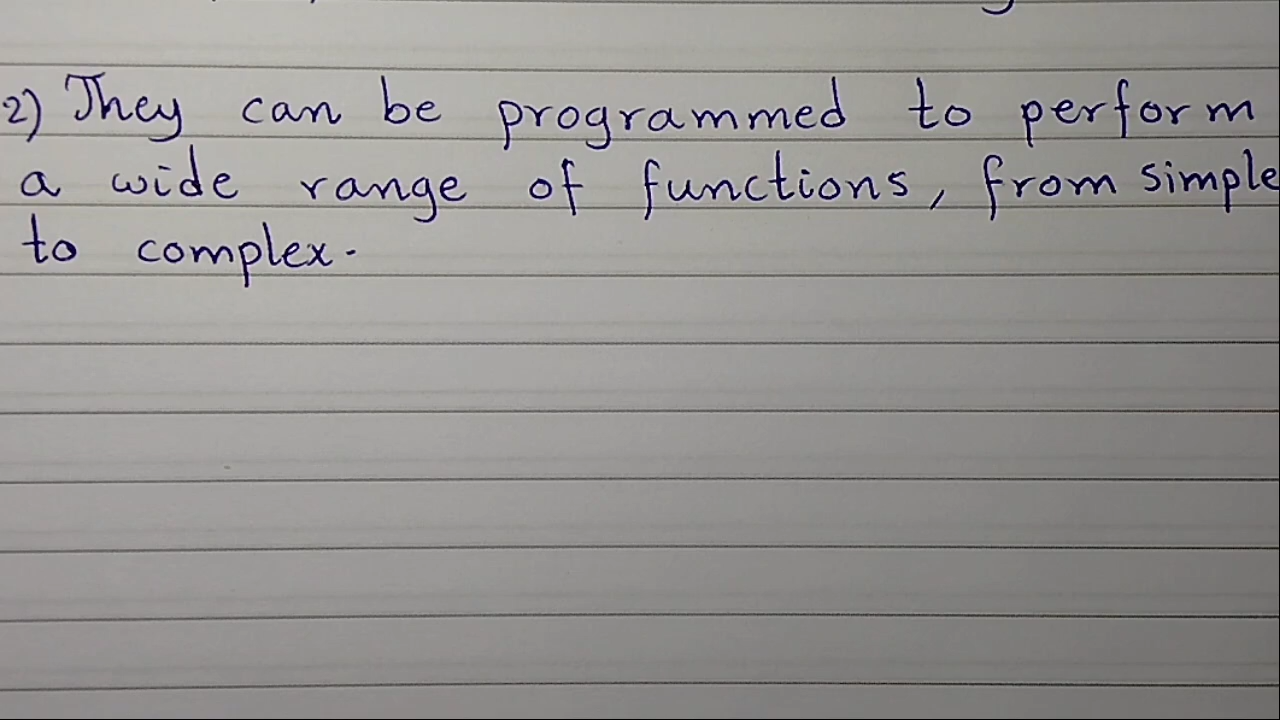 2) They can be programmed to perform
a wide range of functions, from simple
to complex.